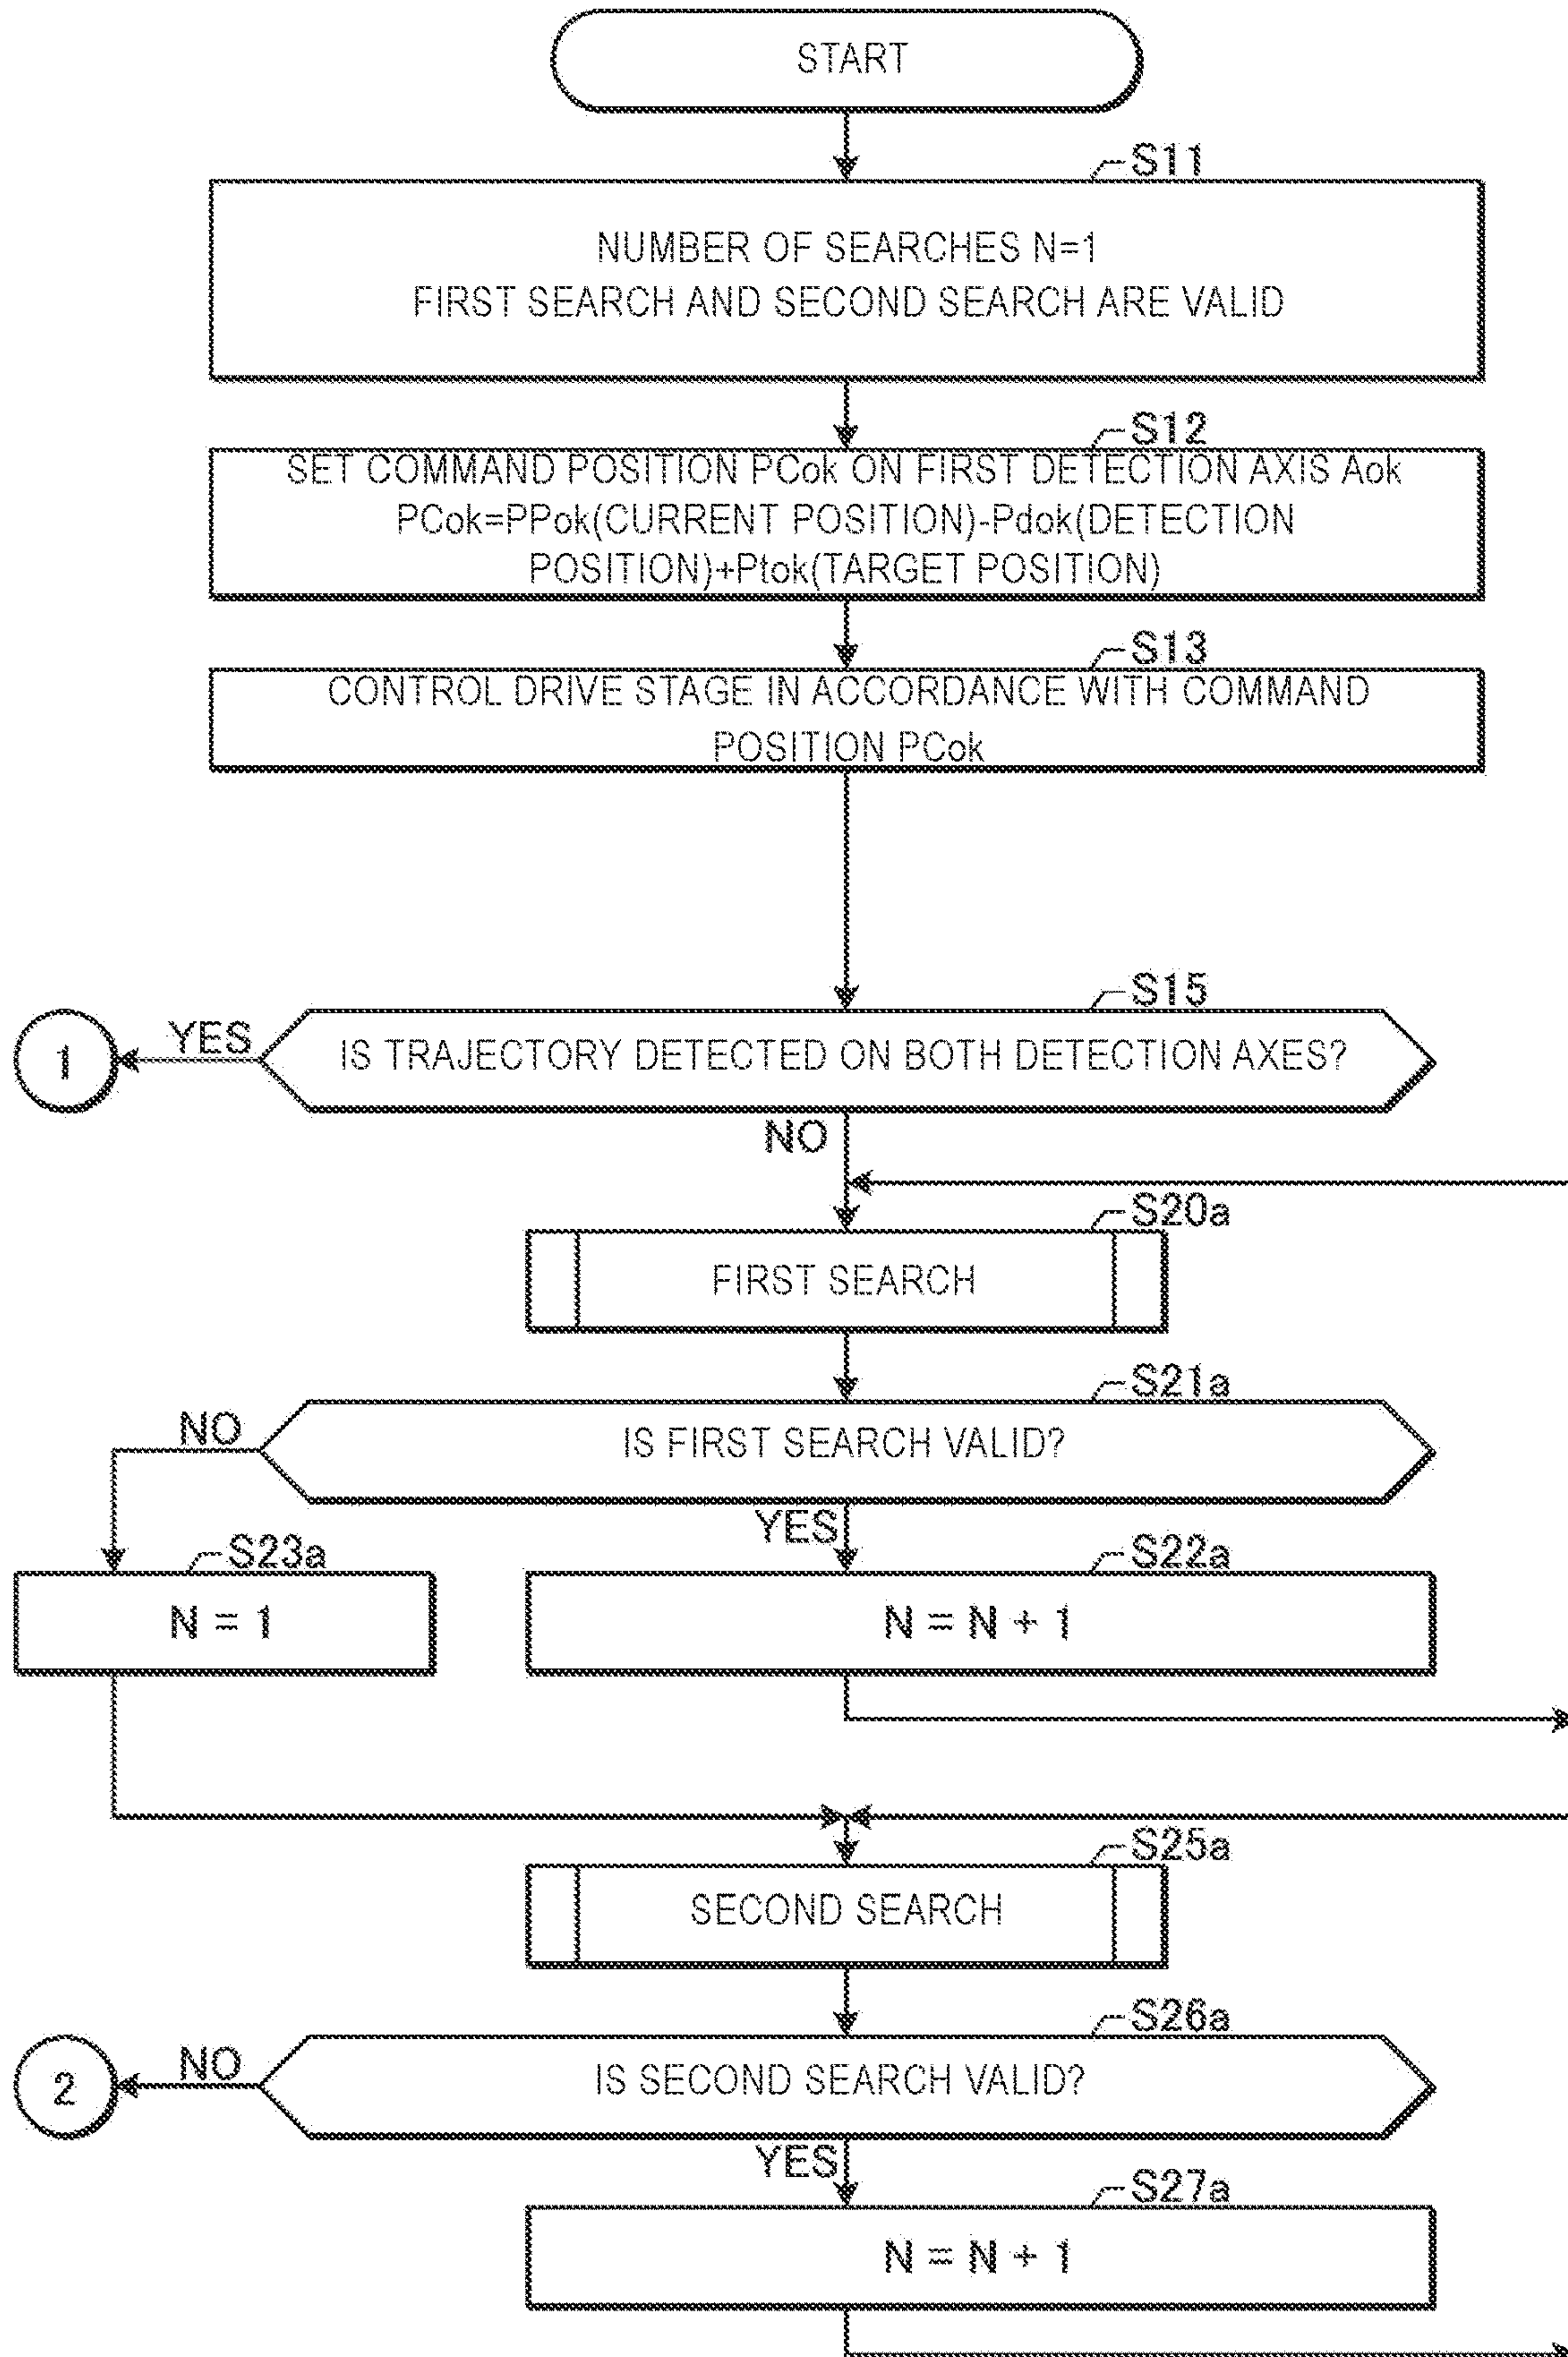 START
S11
NUMBER OF SEARCHES N=1
FIRST SEARCH AND SECOND SEARCH ARE VALID
S12
SET COMMAND POSITION PCok ON FIRST DETECTION AXIS Aok
PCok=PPok(CURRENT POSITION)-Pdok(DETECTION
POSITION)+Ptok(TARGET POSITION)
S13
CONTROL DRIVE STAGE IN ACCORDANCE WITH COMMAND
POSITION PCok
S15
1
YES
IS TRAJECTORY DETECTED ON BOTH DETECTION AXES?
NO
S20a
FIRST SEARCH
S21a
NO
IS FIRST SEARCH VALID?
YES
S23a
S22a
N = 1
N = N + 1
S25a
SECOND SEARCH
S26a
2
NO
IS SECOND SEARCH VALID?
YES
S27a
N = N + 1